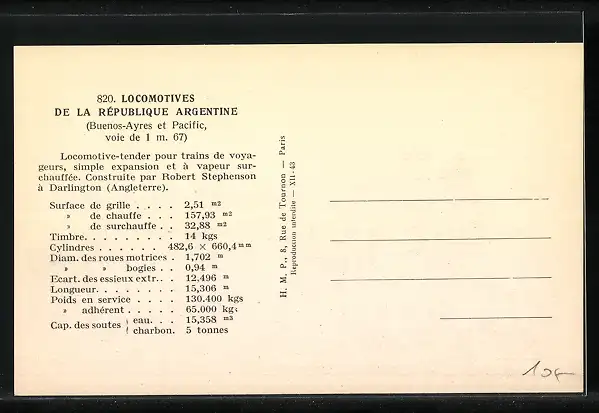 820. LOCOMOTIVES
DE LA RÉPUBLIQUE ARGENTINE
(Buenos-Ayres et Pacific,
voie de 1 m. 67)
Locomotive-tender pour trains de voya-
geurs, simple expansion et à vapeur sur-
chauffée. Construite par Robert Stephenson
à Darlington (Angleterre).
Surface de grille . . . . 2,51 m2
» de chauffe . . . 157,93 m2
» de surchauffe . . 32,88 m2
Timbre. . . . . . . . . 14 kgs
Cylindres . . . . . . 482,6 × 660,4 mm
Diam. des roues motrices . 1,702 m
» » bogies . . 0,94 m
Ecart. des essieux extr. . . 12,496 m
Longueur. . . . . . . . 15,306 m
Poids en service . . . . 130.400 kgs
» adhérent . . . . . 65.000 kgs
Cap. des soutes { eau. . . 15,358 m3
{ charbon. 5 tonnes
H. M. P., 8, Rue de Tournon — Paris
Reproduction interdite — XII-43